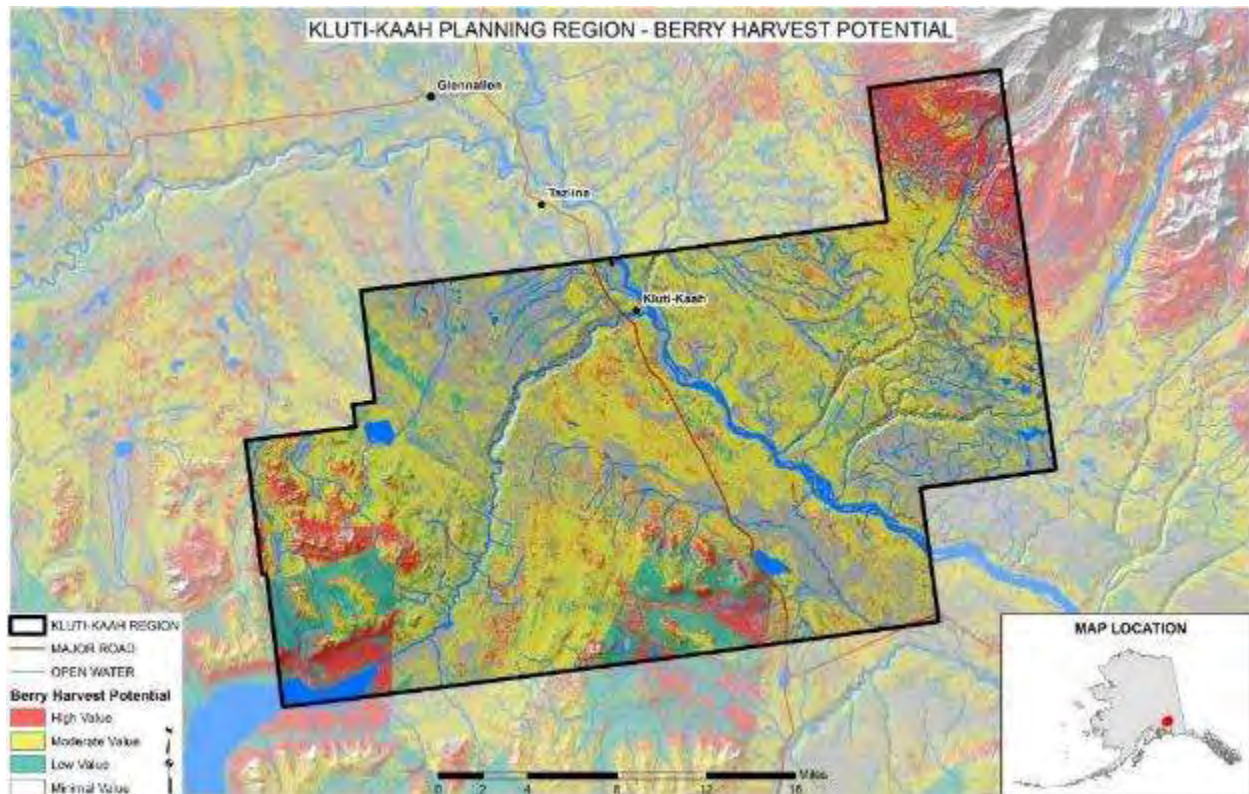 KLUTI-KAAH PLANNING REGION - BERRY HARVEST POTENTIAL
Glennallen
Tazlina
Kluti-Kaah
KLUTI-KAAH REGION
MAJOR ROAD
OPEN WATER
Berry Harvest Potential
High Value
Moderate Value
Low Value
Minimal Value
0 2 4 8 12 16
Miles
MAP LOCATION